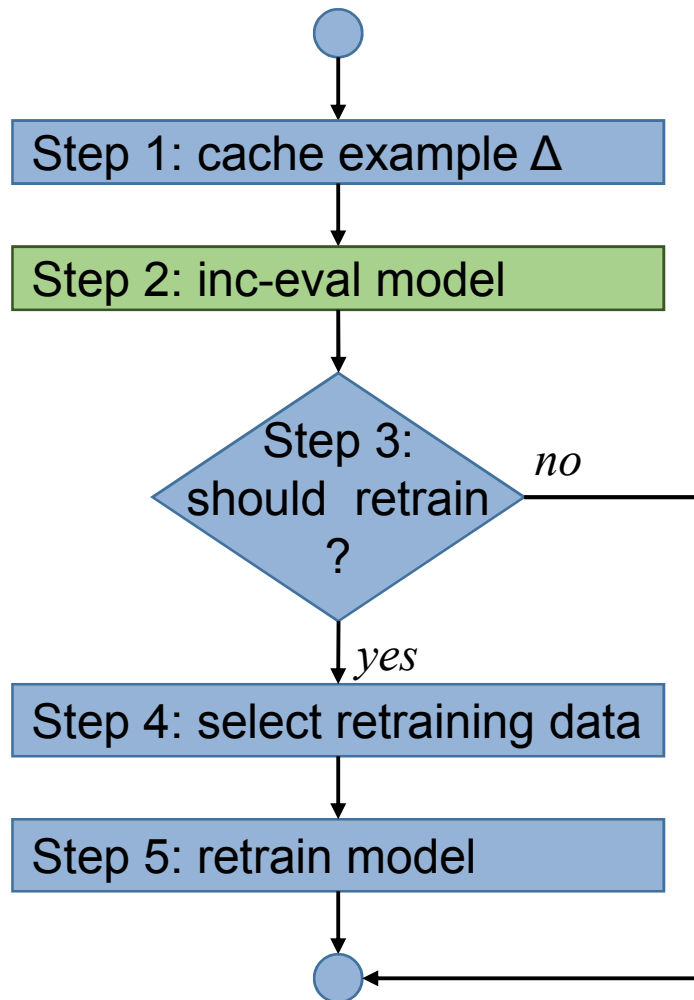 Step 1: cache example Δ
Step 2: inc-eval model
Step 3:
should retrain
?
no
yes
Step 4: select retraining data
Step 5: retrain model